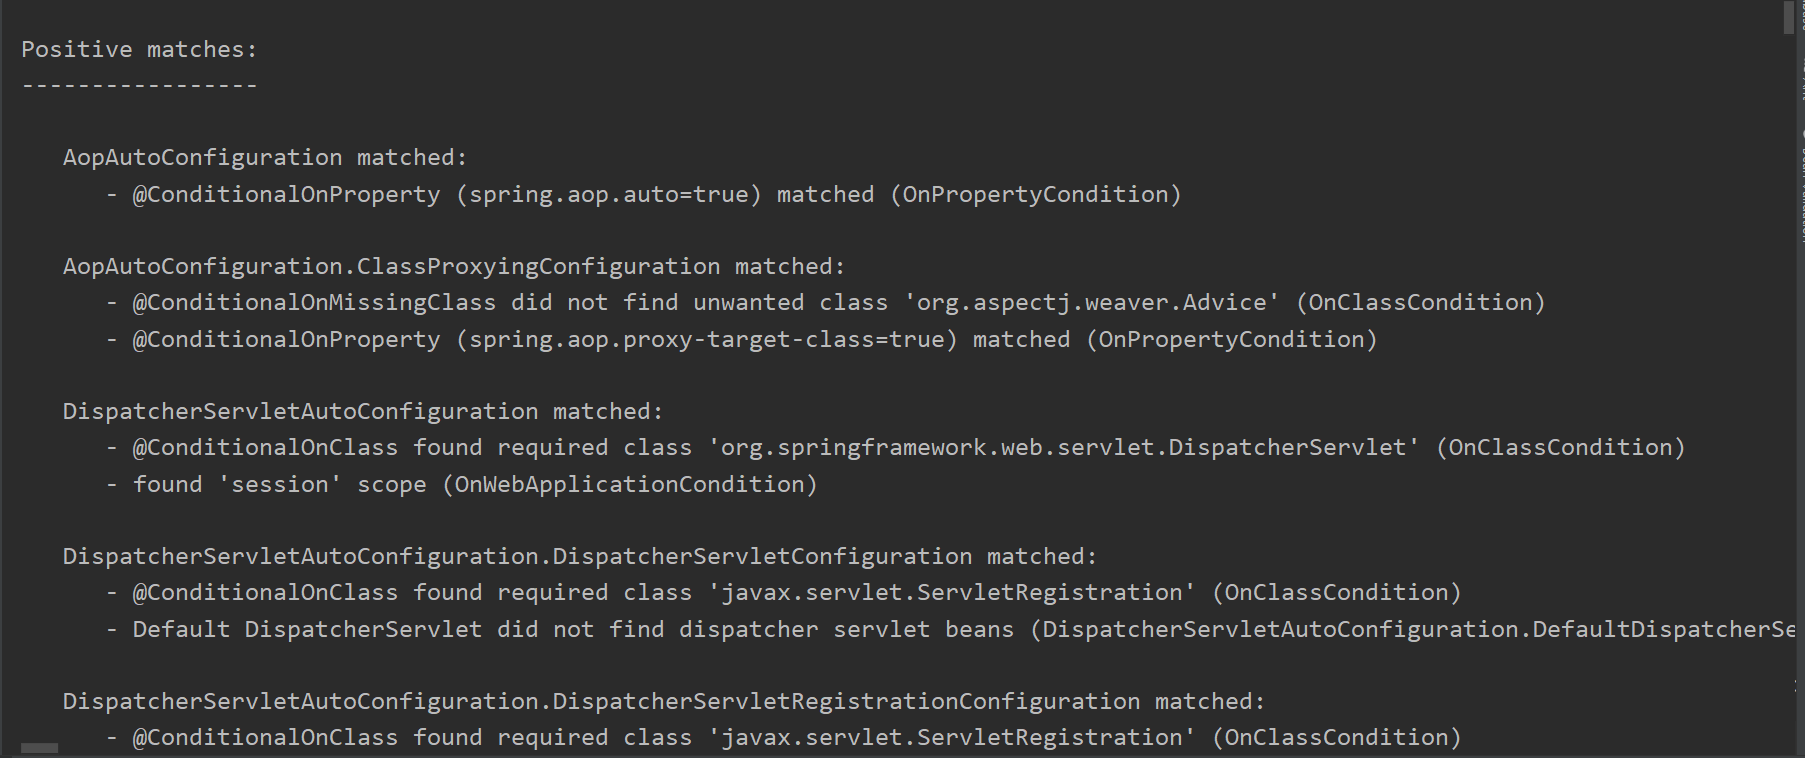 Positive matches:
-----------------
AopAutoConfiguration matched:
- @ConditionalOnProperty (spring.aop.auto=true) matched (OnPropertyCondition)
AopAutoConfiguration.ClassProxyingConfiguration matched:
- @ConditionalOnMissingClass did not find unwanted class 'org.aspectj.weaver.Advice' (OnClassCondition)
- @ConditionalOnProperty (spring.aop.proxy-target-class=true) matched (OnPropertyCondition)
DispatcherServletAutoConfiguration matched:
- @ConditionalOnClass found required class 'org.springframework.web.servlet.DispatcherServlet' (OnClassCondition)
- found 'session' scope (OnWebApplicationCondition)
DispatcherServletAutoConfiguration.DispatcherServletConfiguration matched:
- @ConditionalOnClass found required class 'javax.servlet.ServletRegistration' (OnClassCondition)
- Default DispatcherServlet did not find dispatcher servlet beans (DispatcherServletAutoConfiguration.DefaultDispatcherSe
DispatcherServletAutoConfiguration.DispatcherServletRegistrationConfiguration matched:
- @ConditionalOnClass found required class 'javax.servlet.ServletRegistration' (OnClassCondition)